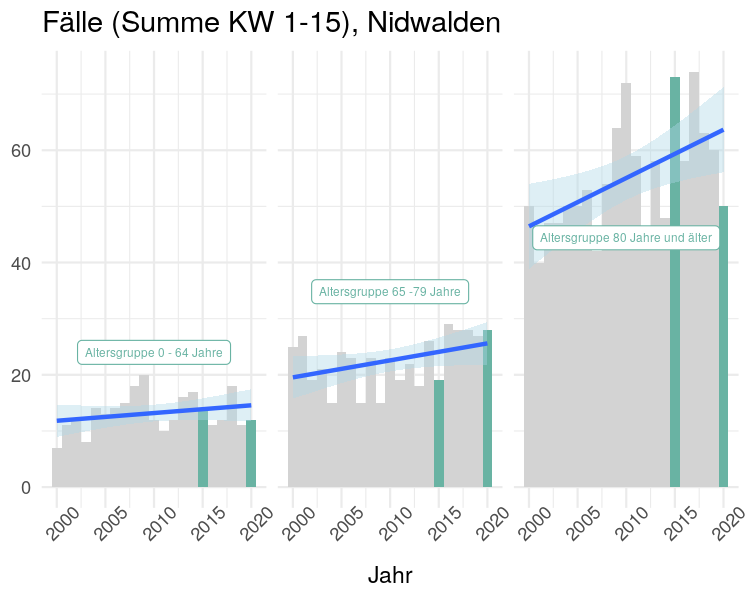 Fälle (Summe KW 1-15), Nidwalden
60
40
20
0
Altersgruppe 0 - 64 Jahre
Altersgruppe 65 -79 Jahre
Altersgruppe 80 Jahre und älter
2000 2005 2010 2015 2020
2000 2005 2010 2015 2020
2000 2005 2010 2015 2020
Jahr